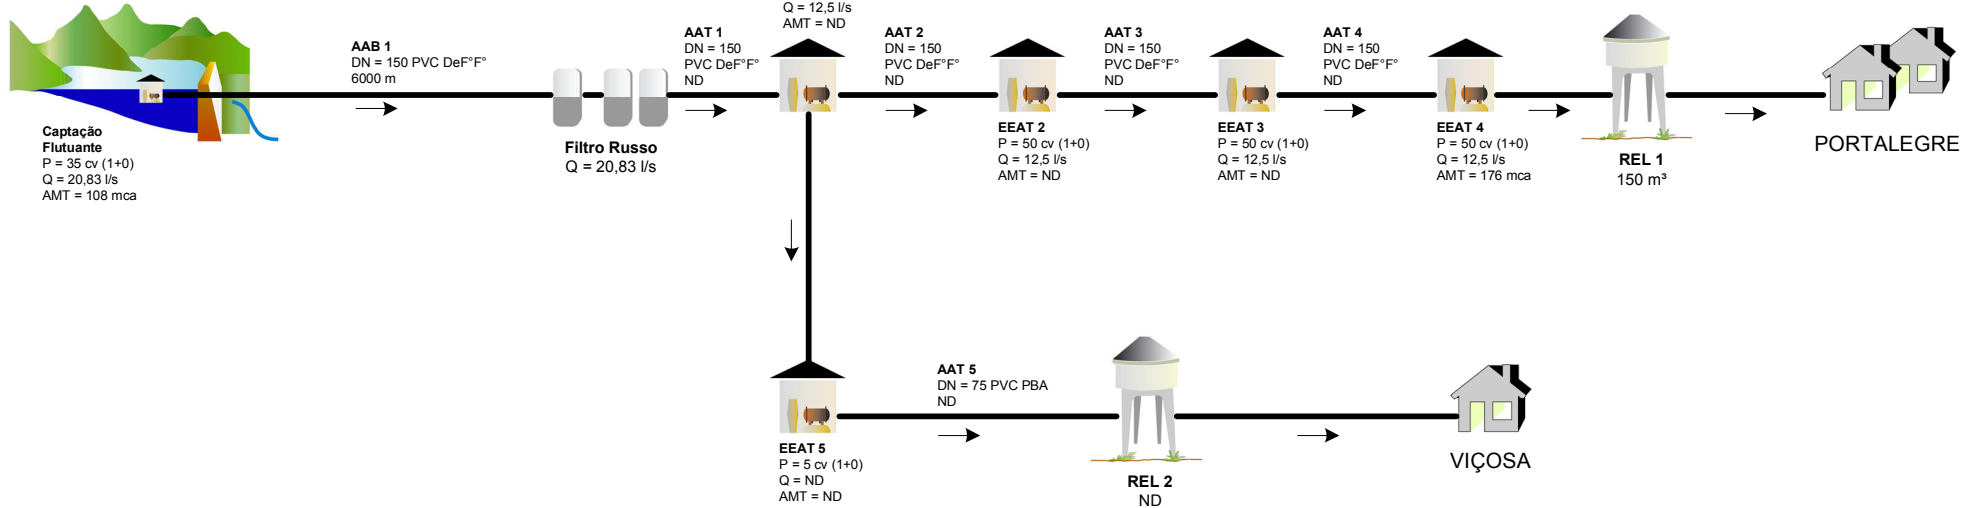 Q = 12,5 l/s
AMT = ND
AAB 1
DN = 150 PVC DeF°F°
6000 m
AAT 1
DN = 150
PVC DeF°F°
ND
AAT 2
DN = 150
PVC DeF°F°
ND
AAT 3
DN = 150
PVC DeF°F°
ND
AAT 4
DN = 150
PVC DeF°F°
ND
Captação
Flutuante
P = 35 cv (1+0)
Q = 20,83 l/s
AMT = 108 mca
Filtro Russo
Q = 20,83 l/s
EEAT 2
P = 50 cv (1+0)
Q = 12,5 l/s
AMT = ND
EEAT 3
P = 50 cv (1+0)
Q = 12,5 l/s
AMT = ND
EEAT 4
P = 50 cv (1+0)
Q = 12,5 l/s
AMT = 176 mca
REL 1
150 m³
PORTALEGRE
AAT 5
DN = 75 PVC PBA
ND
EEAT 5
P = 5 cv (1+0)
Q = ND
AMT = ND
REL 2
ND
VIÇOSA